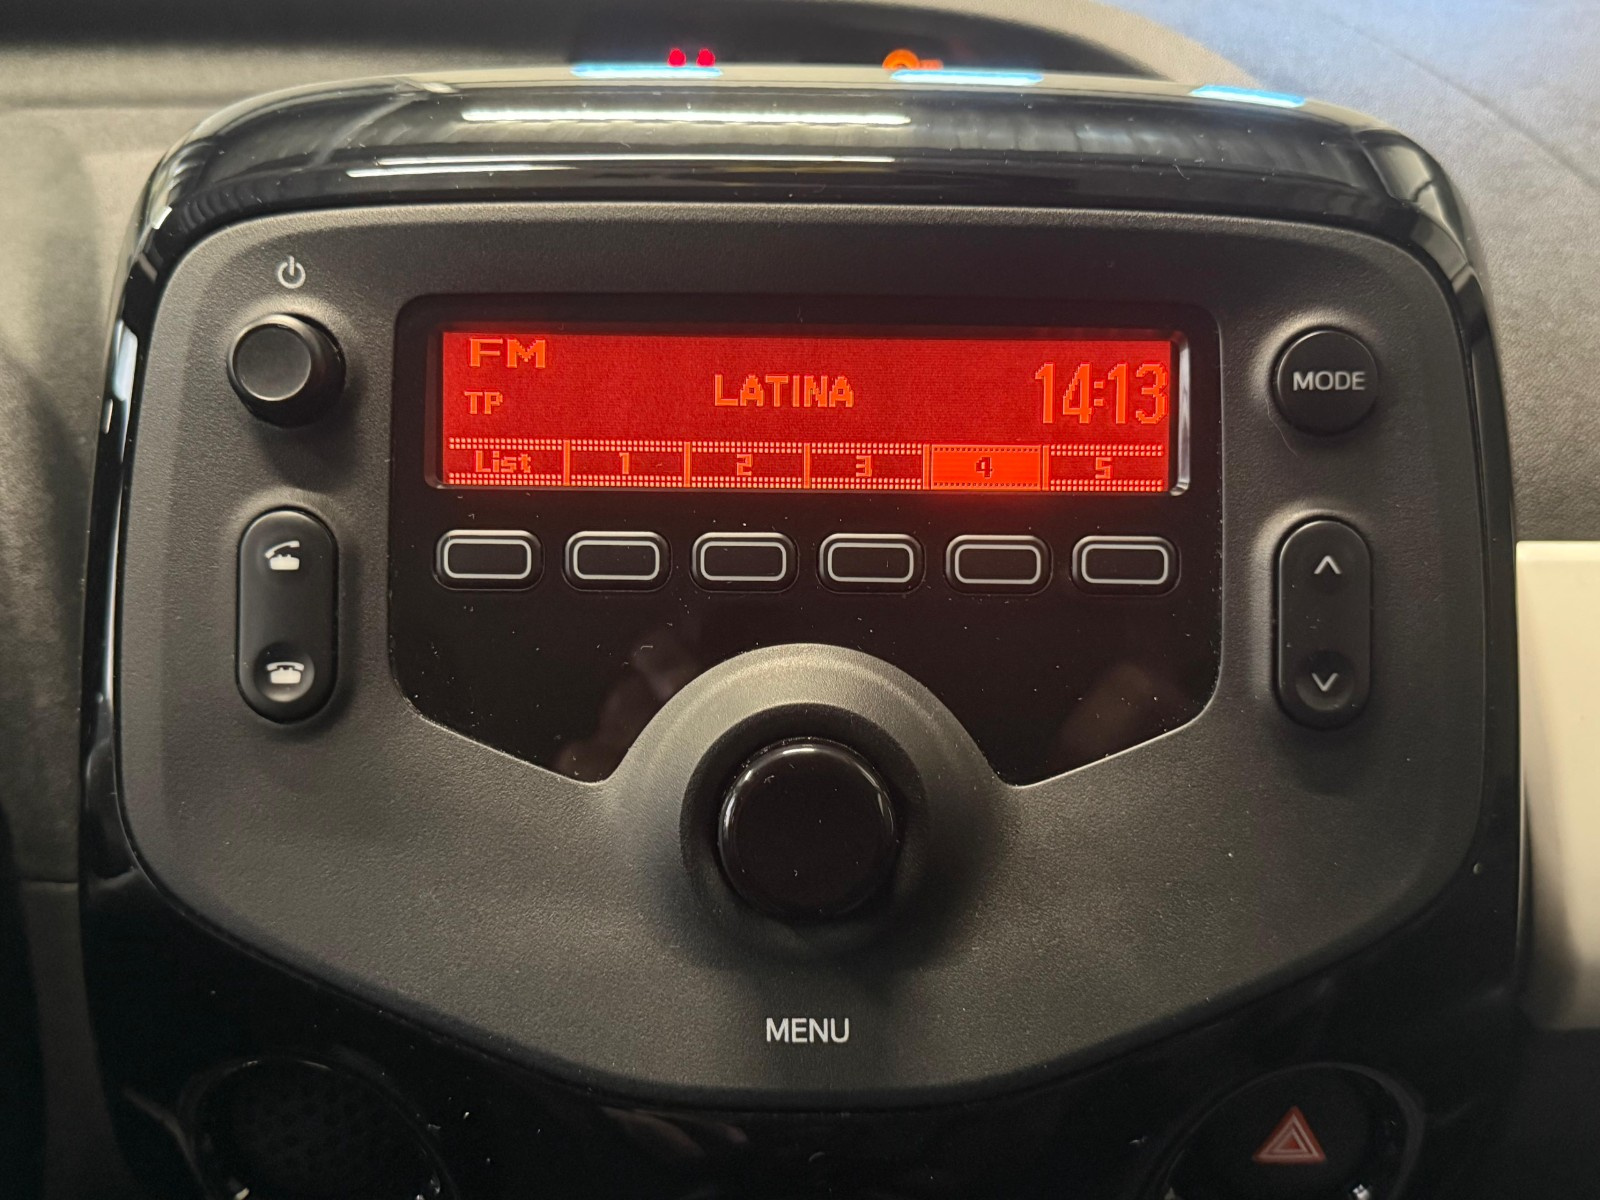 FM
LATINA
14:13
TP
List 1 2 3 4 5
MODE
MENU